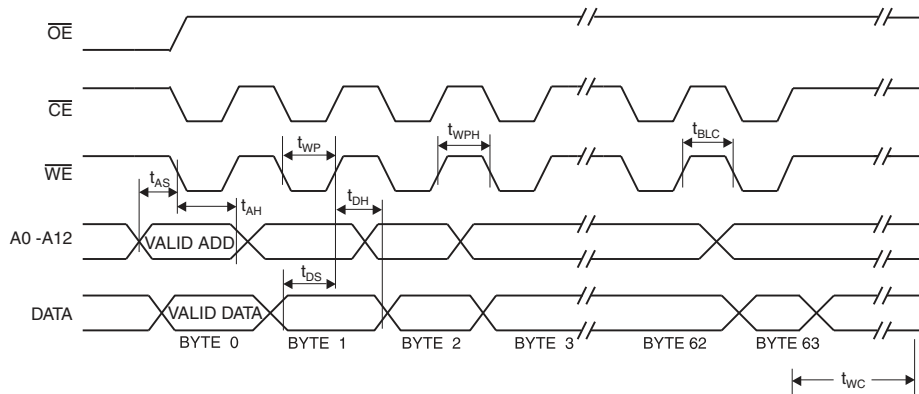 OE
CE
tWP
tWPH
tBLC
WE
tAS
tAH
tDH
A0 -A12
VALID ADD
tDS
DATA
VALID DATA
BYTE 0
BYTE 1
BYTE 2
BYTE 3
BYTE 62
BYTE 63
tWC